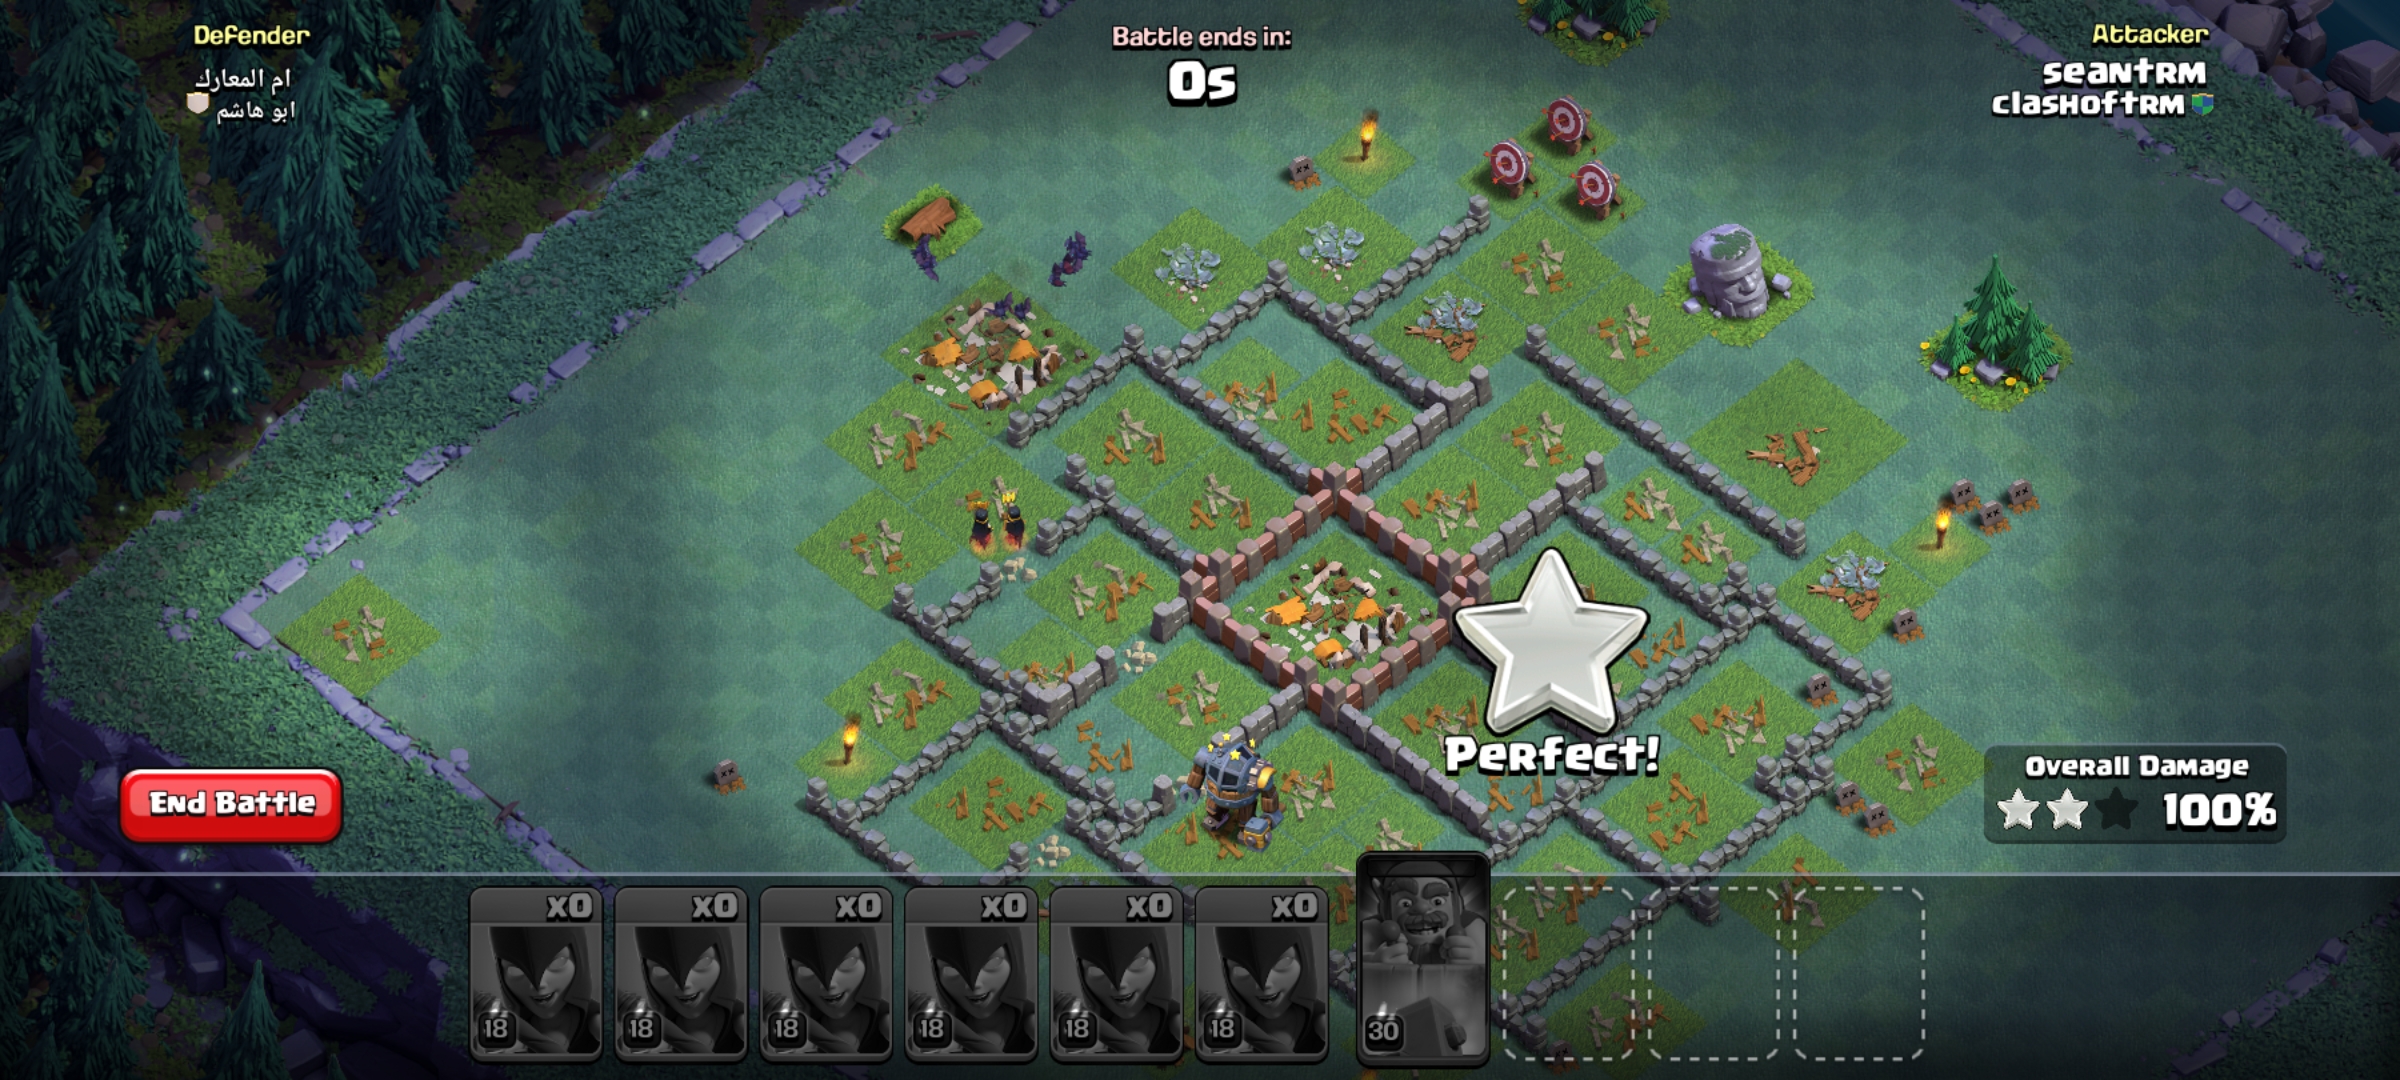 Defender
ام المعارك
ابو هاشم
Battle ends in:
0s
Attacker
seantRM
clashoftRM
Perfect!
End Battle
Overall Damage
100%
x0
x0
x0
x0
x0
x0
18
18
18
18
18
18
30